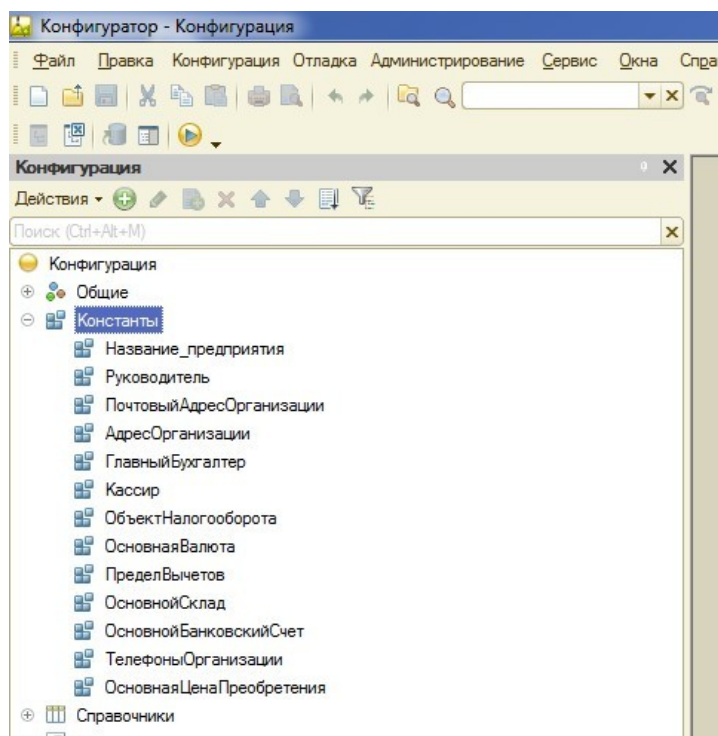 Конфигуратор - Конфигурация
Файл Правка Конфигурация Отладка Администрирование Сервис Окна Спра
Конфигурация
Действия
Поиск (Ctrl+Alt+M)
Конфигурация
Общие
Константы
Название_предприятия
Руководитель
ПочтовыйАдресОрганизации
АдресОрганизации
ГлавныйБухгалтер
Кассир
ОбъектНалогооборота
ОсновнаяВалюта
ПределВычетов
ОсновнойСклад
ОсновнойБанковскийСчет
ТелефоныОрганизации
ОсновнаяЦенаПреобретения
Справочники